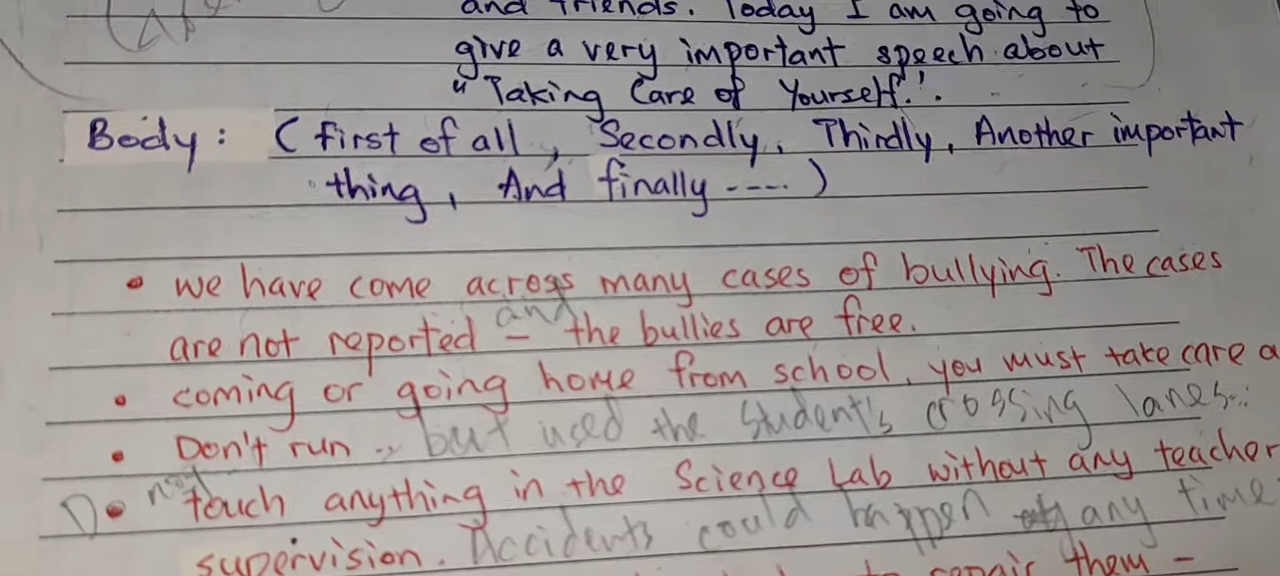 and friends. Today I am going to
give a very important speech about
"Taking Care of Yourself!'.
Body: (First of all, Secondly, Thirdly, Another important
thing, And finally ----)
• we have come across many cases of bullying. The cases
are not reported - and the bullies are free.
• coming or going home from school, you must take care
• Don't run .. but used the student's crossing lanes..
Do not touch anything in the Science Lab without any teacher
supervision. Accidents could happen any time
to repair them -